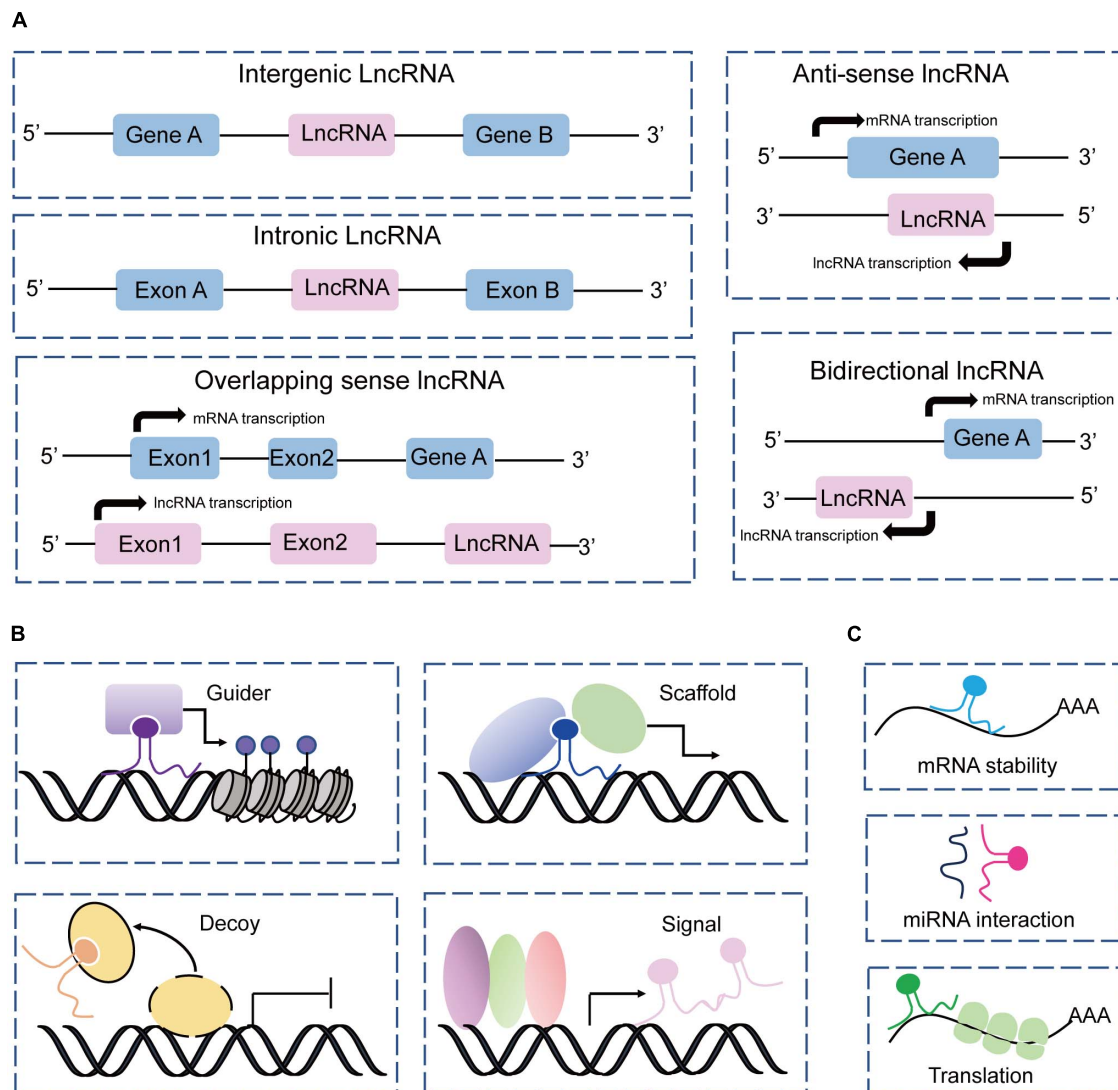 A
Intergenic LncRNA
5’ Gene A LncRNA Gene B 3’
Intronic LncRNA
5’ Exon A LncRNA Exon B 3’
Overlapping sense lncRNA
mRNA transcription
5’ Exon1 Exon2 Gene A 3’
lncRNA transcription
5’ Exon1 Exon2 LncRNA 3’
Anti-sense lncRNA
mRNA transcription
5’ Gene A 3’
3’ LncRNA 5’
lncRNA transcription
Bidirectional lncRNA
mRNA transcription
5’ Gene A 3’
3’ LncRNA 5’
lncRNA transcription
B
Guider
Scaffold
Decoy
Signal
C
AAA
mRNA stability
miRNA interaction
AAA
Translation